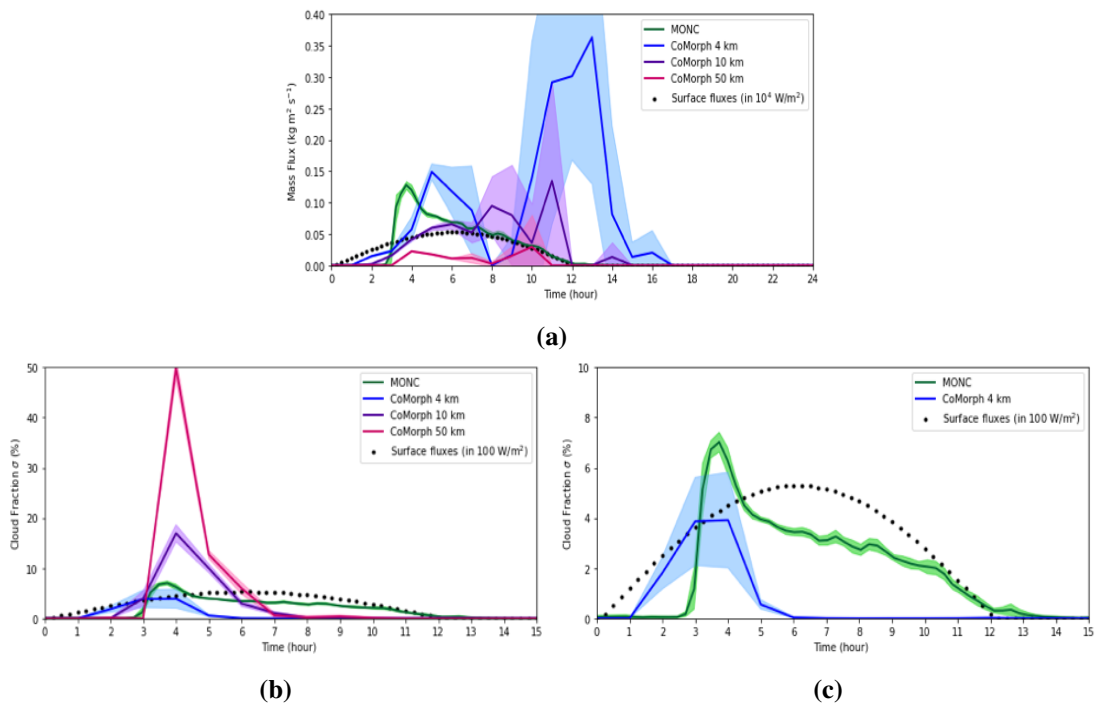 0.40
0.35
0.30
0.25
0.20
0.15
0.10
0.05
0.00
Mass Flux (kg m² s⁻¹)
MONC
CoMorph 4 km
CoMorph 10 km
CoMorph 50 km
Surface fluxes (in 10⁴ W/m²)
0 2 4 6 8 10 12 14 16 18 20 22 24
Time (hour)
(a)
50
40
30
20
10
0
Cloud Fraction σ (%)
MONC
CoMorph 4 km
CoMorph 10 km
CoMorph 50 km
Surface fluxes (in 100 W/m²)
0 1 2 3 4 5 6 7 8 9 10 11 12 13 14 15
Time (hour)
(b)
10
8
6
4
2
0
Cloud Fraction σ (%)
MONC
CoMorph 4 km
Surface fluxes (in 100 W/m²)
0 1 2 3 4 5 6 7 8 9 10 11 12 13 14 15
Time (hour)
(c)